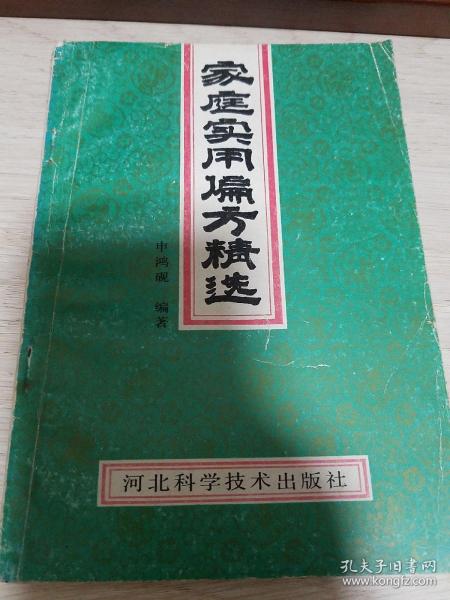 家庭实用偏方精选
申鸿砚 编著
河北科学技术出版社
孔夫子旧书网
www.kongfz.com